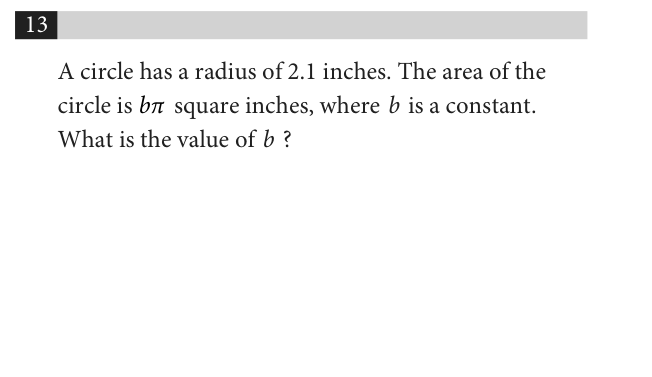 13
A circle has a radius of 2.1 inches. The area of the
circle is bπ square inches, where b is a constant.
What is the value of b ?